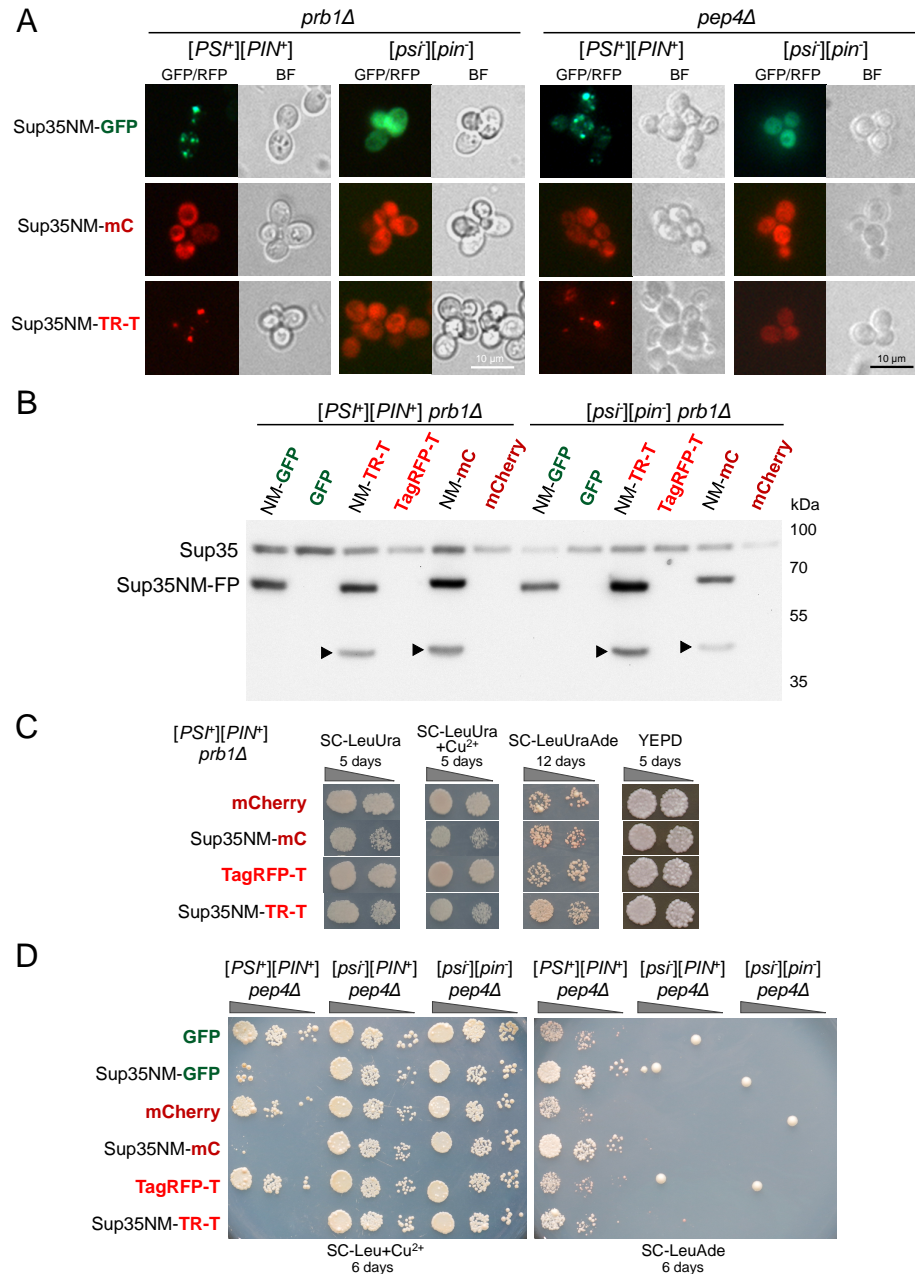 A
prb1Δ
pep4Δ
[PSI⁺][PIN⁺]
[psi⁻][pin⁻]
[PSI⁺][PIN⁺]
[psi⁻][pin⁻]
GFP/RFP BF GFP/RFP BF GFP/RFP BF GFP/RFP BF
Sup35NM-GFP
Sup35NM-mC
Sup35NM-TR-T
10 µm
10 µm
B
[PSI⁺][PIN⁺] prb1Δ
[psi⁻][pin⁻] prb1Δ
NM-GFP
GFP
NM-TR-T
TagRFP-T
NM-mC
mCherry
NM-GFP
GFP
NM-TR-T
TagRFP-T
NM-mC
mCherry
kDa
100
Sup35
70
Sup35NM-FP
55
35
C
[PSI⁺][PIN⁺]
prb1Δ
SC-LeuUra
5 days
SC-LeuUra
+Cu²⁺
5 days
SC-LeuUraAde
12 days
YEPD
5 days
mCherry
Sup35NM-mC
TagRFP-T
Sup35NM-TR-T
D
[PSI⁺][PIN⁺]
pep4Δ
[psi⁻][PIN⁺]
pep4Δ
[psi⁻][pin⁻]
pep4Δ
[PSI⁺][PIN⁺]
pep4Δ
[psi⁻][PIN⁺]
pep4Δ
[psi⁻][pin⁻]
pep4Δ
GFP
Sup35NM-GFP
mCherry
Sup35NM-mC
TagRFP-T
Sup35NM-TR-T
SC-Leu+Cu²⁺
6 days
SC-LeuAde
6 days